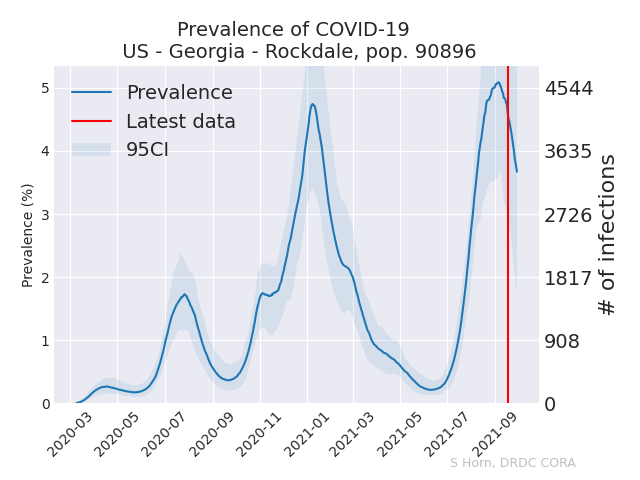 Prevalence of COVID-19
US - Georgia - Rockdale, pop. 90896
Prevalence
Latest data
95CI
Prevalence (%)
5
4
3
2
1
0
4544
3635
2726
1817
908
0
# of infections
2020-03
2020-05
2020-07
2020-09
2020-11
2021-01
2021-03
2021-05
2021-07
2021-09
S Horn, DRDC CORA